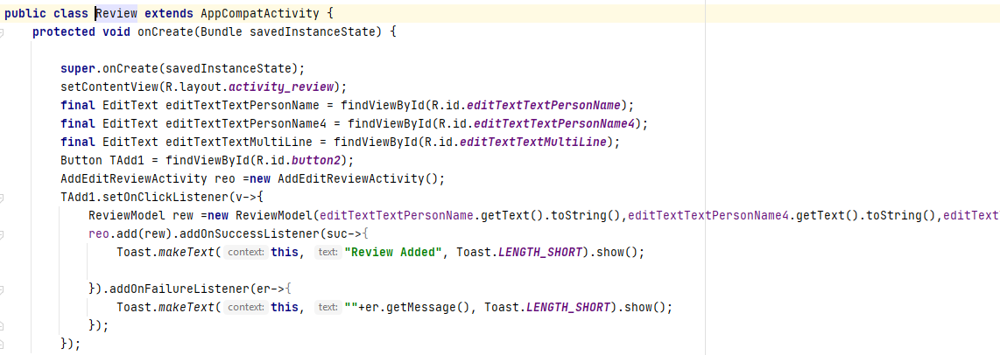 public class Review extends AppCompatActivity {
protected void onCreate(Bundle savedInstanceState) {
super.onCreate(savedInstanceState);
setContentView(R.layout.activity_review);
final EditText editTextTextPersonName = findViewById(R.id.editTextTextPersonName);
final EditText editTextTextPersonName4 = findViewById(R.id.editTextTextPersonName4);
final EditText editTextTextMultiLine = findViewById(R.id.editTextTextMultiLine);
Button TAdd1 = findViewById(R.id.button2);
AddEditReviewActivity reo =new AddEditReviewActivity();
TAdd1.setOnClickListener(v->{
ReviewModel rew =new ReviewModel(editTextTextPersonName.getText().toString(),editTextTextPersonName4.getText().toString(),editText
reo.add(rew).addOnSuccessListener(suc->{
Toast.makeText( context: this, text: "Review Added", Toast.LENGTH_SHORT).show();
}).addOnFailureListener(er->{
Toast.makeText( context: this, text: ""+er.getMessage(), Toast.LENGTH_SHORT).show();
});
});